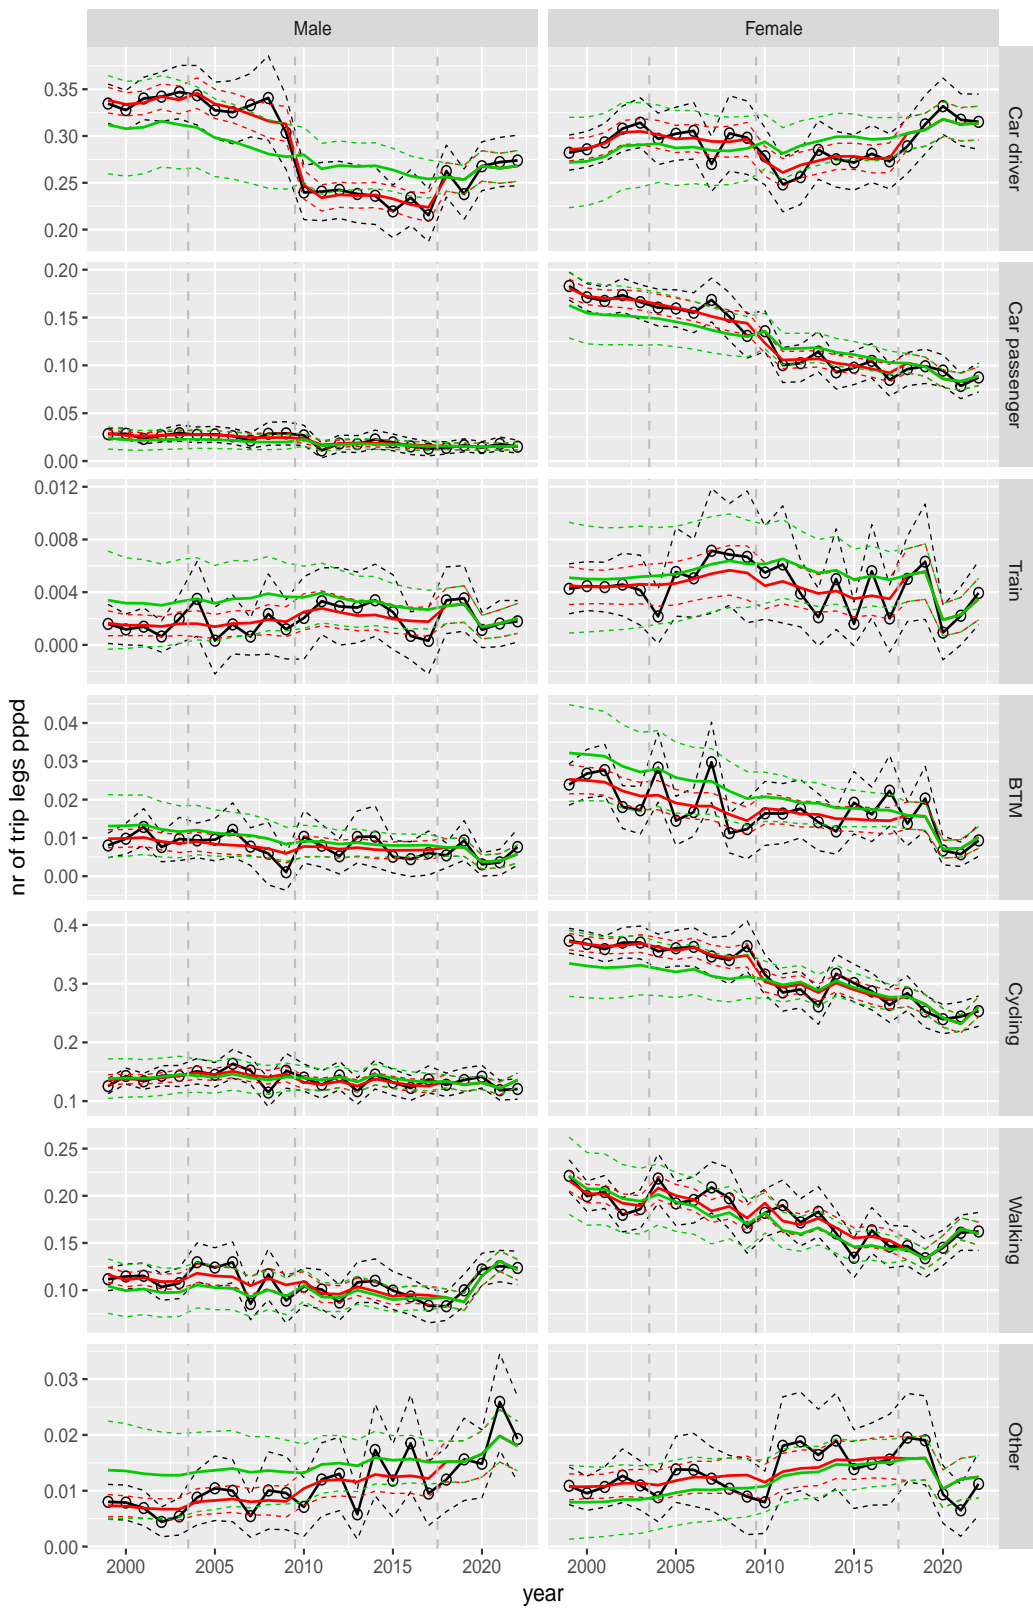 Male Female
0.35
0.30
0.25
0.20
Car driver
0.20
0.15
0.10
0.05
0.00
Car passenger
0.012
0.008
0.004
0.000
Train
nr of trip legs pppd
0.04
0.03
0.02
0.01
0.00
BTM
0.4
0.3
0.2
0.1
Cycling
0.25
0.20
0.15
0.10
Walking
0.03
0.02
0.01
0.00
Other
2000 2005 2010 2015 2020 2000 2005 2010 2015 2020
year